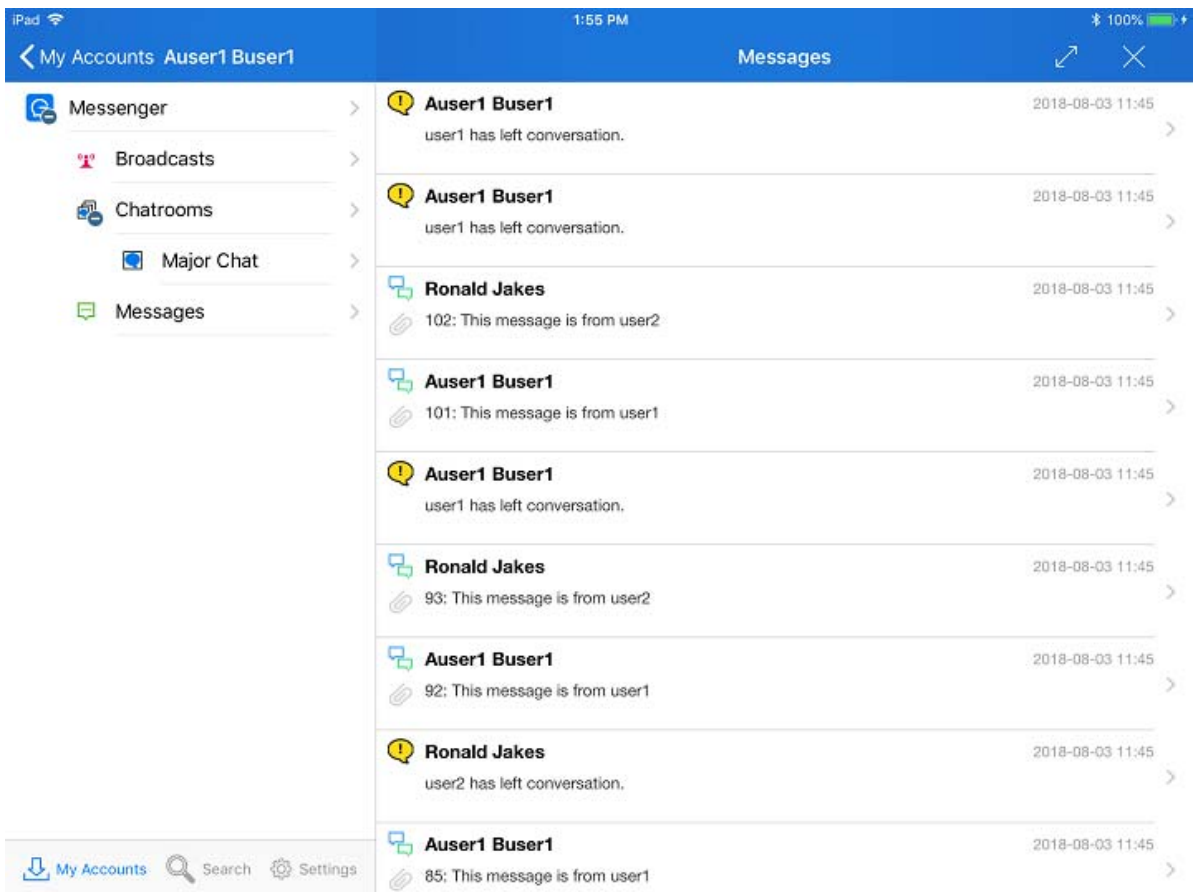 iPad 1:55 PM 100%
My Accounts Auser1 Buser1
Messages
Messenger
Broadcasts
Chatrooms
Major Chat
Messages
Auser1 Buser1 2018-08-03 11:45
user1 has left conversation.
Auser1 Buser1 2018-08-03 11:45
user1 has left conversation.
Ronald Jakes 2018-08-03 11:45
102: This message is from user2
Auser1 Buser1 2018-08-03 11:45
101: This message is from user1
Auser1 Buser1 2018-08-03 11:45
user1 has left conversation.
Ronald Jakes 2018-08-03 11:45
93: This message is from user2
Auser1 Buser1 2018-08-03 11:45
92: This message is from user1
Ronald Jakes 2018-08-03 11:45
user2 has left conversation.
Auser1 Buser1 2018-08-03 11:45
85: This message is from user1
My Accounts Search Settings